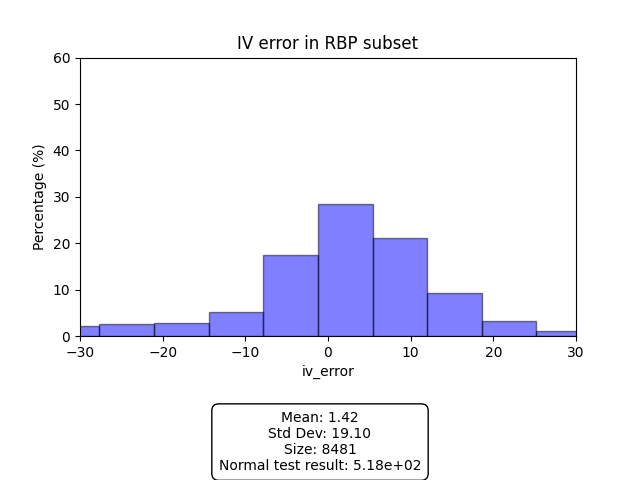 IV error in RBP subset
60
50
40
30
20
10
0
Percentage (%)
−30
−20
−10
0
10
20
30
iv_error
Mean: 1.42
Std Dev: 19.10
Size: 8481
Normal test result: 5.18e+02